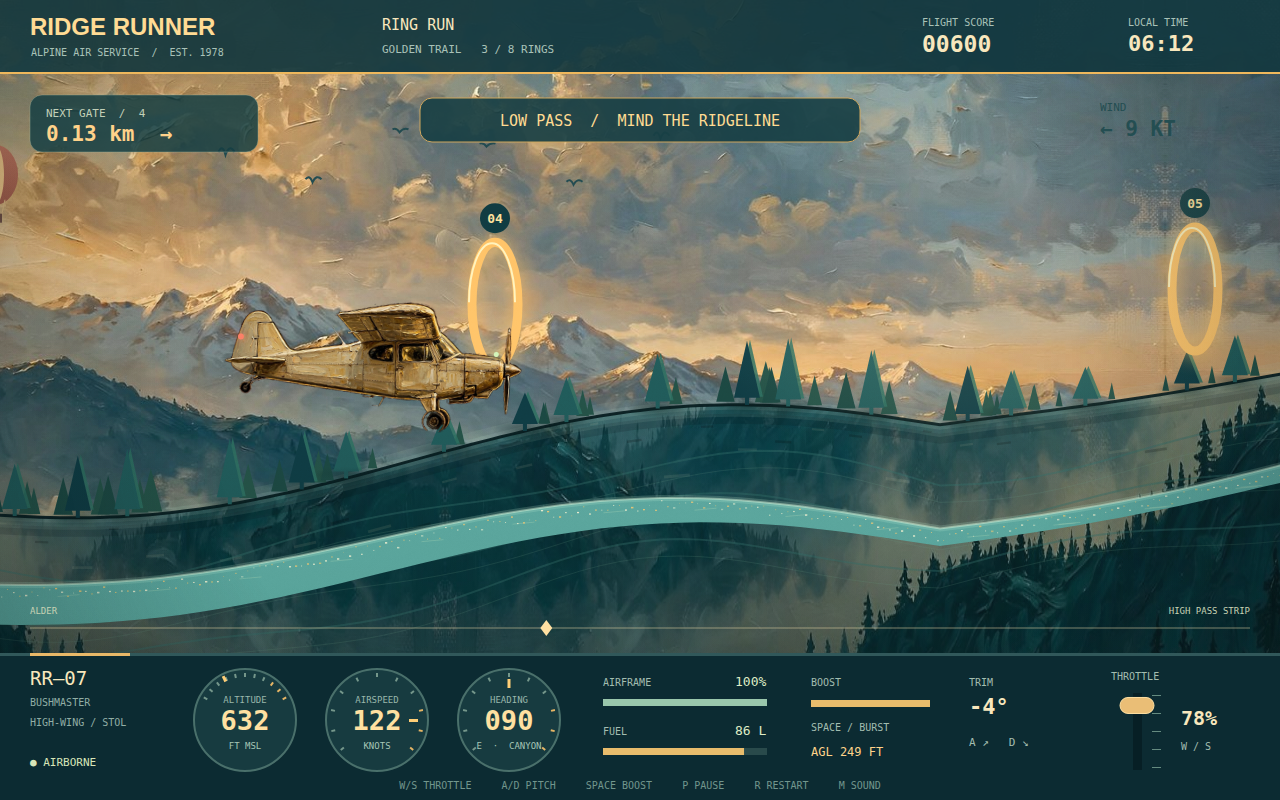 RIDGE RUNNER
ALPINE AIR SERVICE / EST. 1978
RING RUN
GOLDEN TRAIL 3 / 8 RINGS
FLIGHT SCORE
00600
LOCAL TIME
06:12
NEXT GATE / 4
0.13 km →
LOW PASS / MIND THE RIDGELINE
WIND
← 9 KT
04
05
ALDER
HIGH PASS STRIP
RR—07
BUSHMASTER
HIGH-WING / STOL
● AIRBORNE
ALTITUDE
632
FT MSL
AIRSPEED
122
KNOTS
HEADING
090
E · CANYON
AIRFRAME 100%
FUEL 86 L
BOOST
SPACE / BURST
AGL 249 FT
TRIM
-4°
A ↗ D ↘
THROTTLE
78%
W / S
W/S THROTTLE A/D PITCH SPACE BOOST P PAUSE R RESTART M SOUND